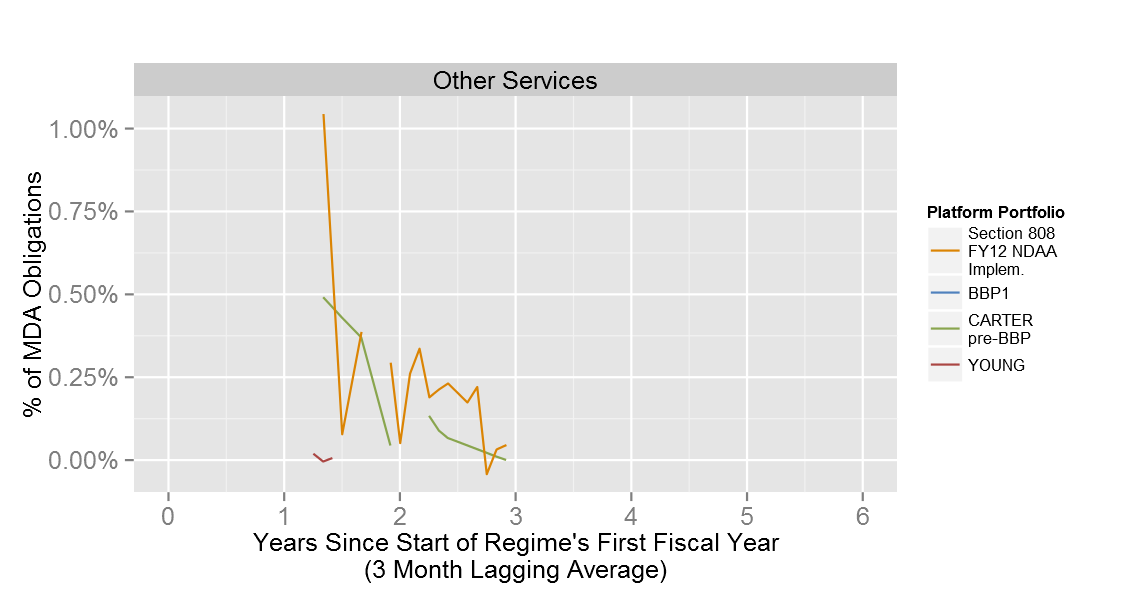 Other Services
1.00%
0.75%
0.50%
0.25%
0.00%
% of MDA Obligations
0 1 2 3 4 5 6
Years Since Start of Regime's First Fiscal Year
(3 Month Lagging Average)
Platform Portfolio
Section 808
FY12 NDAA
Implem.
BBP1
CARTER
pre-BBP
YOUNG